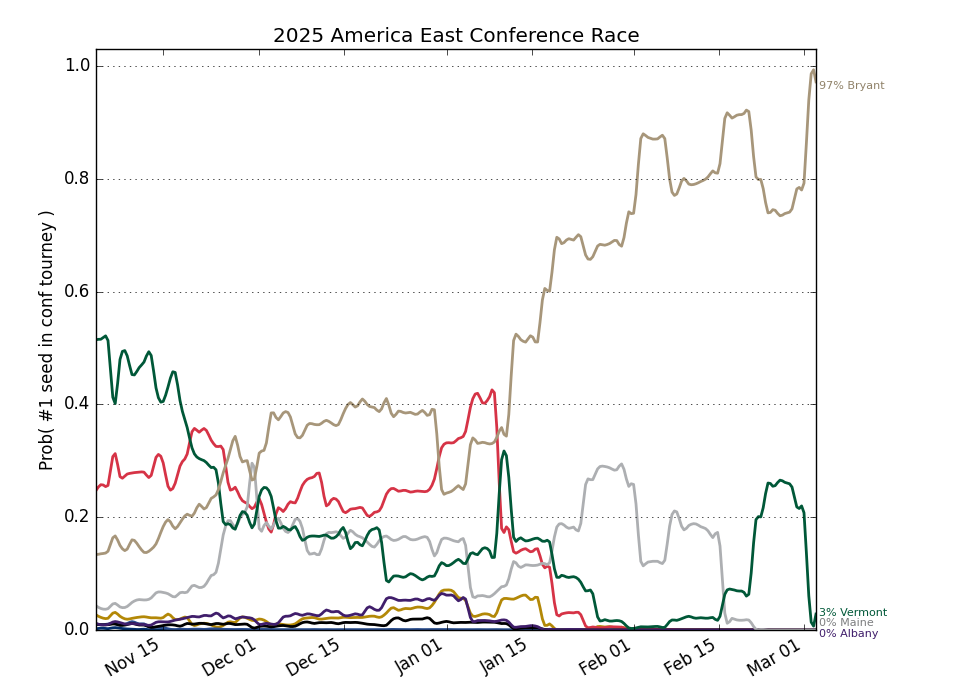 2025 America East Conference Race
Prob( #1 seed in conf tourney )
1.0
0.8
0.6
0.4
0.2
0.0
97% Bryant
3% Vermont
0% Maine
0% Albany
Nov 15
Dec 01
Dec 15
Jan 01
Jan 15
Feb 01
Feb 15
Mar 01